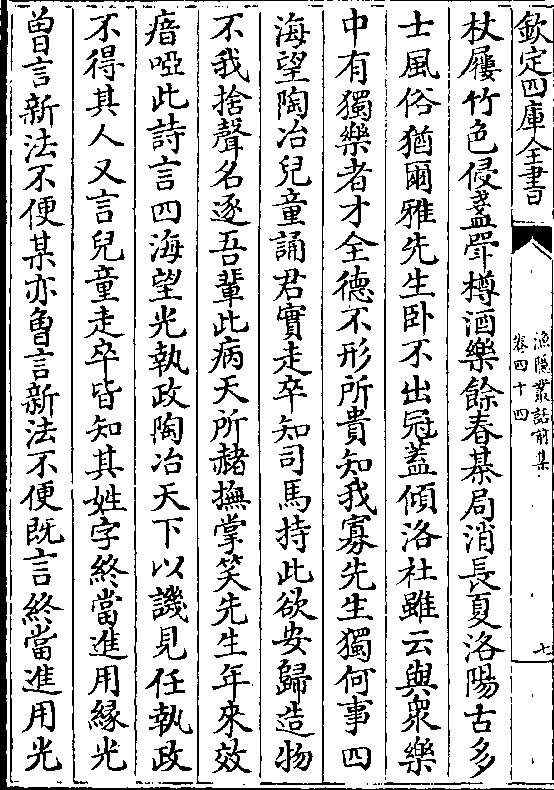 欽定四庫全書
漁隱叢話前集
卷四十四
七
杖屨竹色侵盞斝樽酒樂餘春棊局消長夏洛陽古多
士風俗猶爾雅先生卧不出冠蓋傾洛社雖云與衆樂
中有獨樂者才全德不形所貴知我寡先生獨何事四
海望陶冶兒童誦君實走卒知司馬持此欲安歸造物
不我捨聲名逐吾輩此病天所赭撫掌笑先生年來效
瘖啞此詩言四海望光執政陶冶天下以譏見任執政
不得其人又言兒童走卒皆知其姓字終當進用緣光
曽言新法不便某亦曽言新法不便既言終當進用光